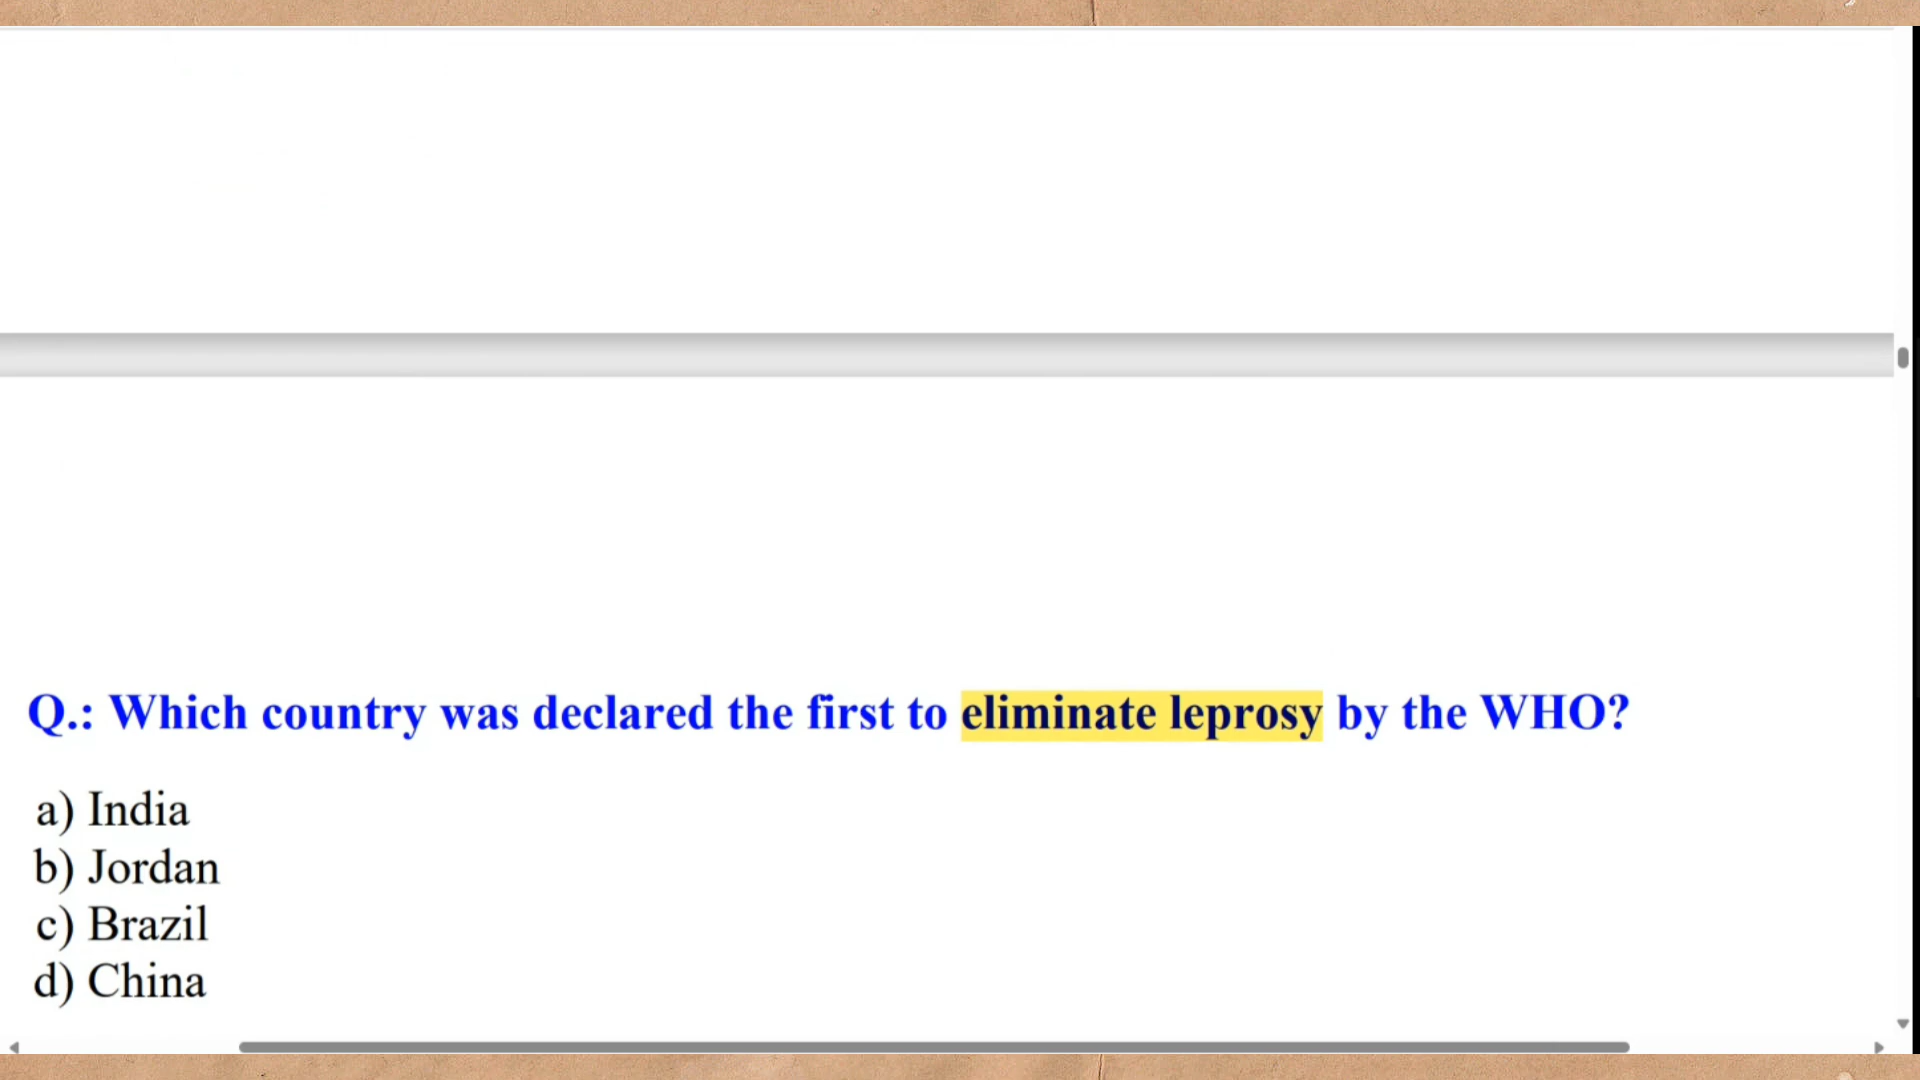 Q.: Which country was declared the first to eliminate leprosy by the WHO?
a) India
b) Jordan
c) Brazil
d) China